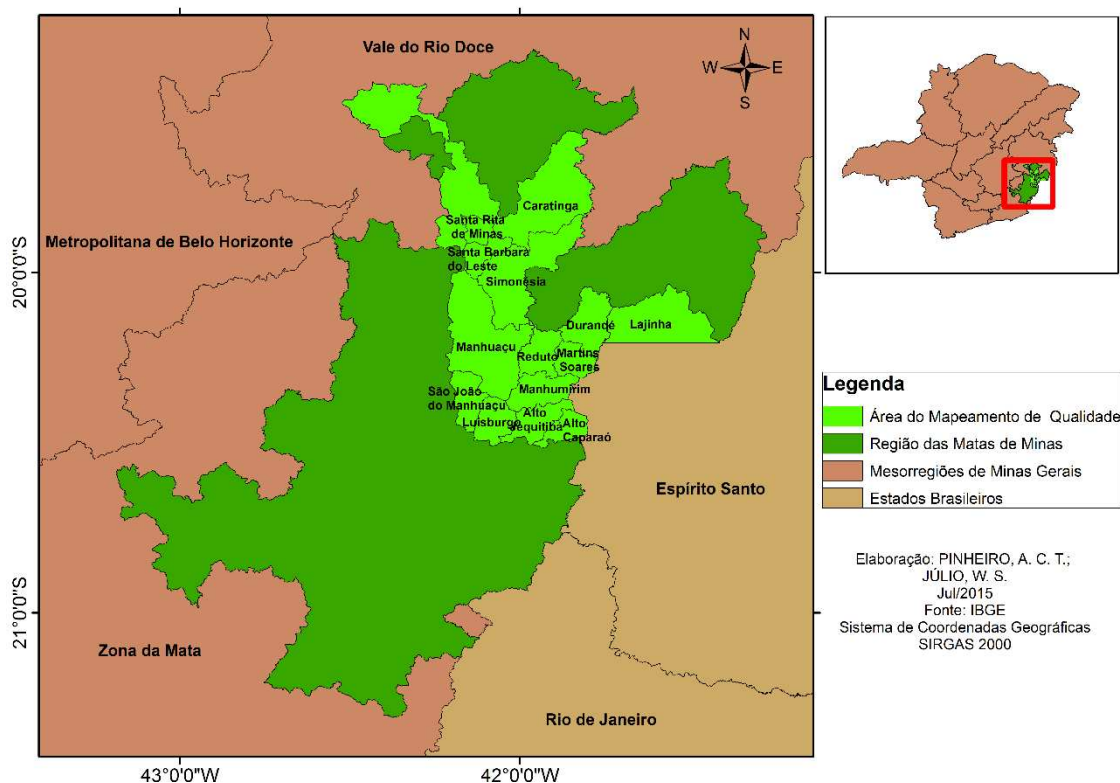 Vale do Rio Doce
N
W E
S
Caratinga
Santa Rita
de Minas
Metropolitana de Belo Horizonte
Santa Barbara
do Leste
Simonésia
20°0'0"S
Durandé
Lajinha
Manhuaçu
Reduto
Martins
Soares
São João
do Manhuaçu
Manhumirim
Luisburgo
Alto
Jequitibá
Alto
Caparaó
Espírito Santo
21°0'0"S
Zona da Mata
Rio de Janeiro
43°0'0"W
42°0'0"W
Legenda
Área do Mapeamento de Qualidade
Região das Matas de Minas
Mesorregiões de Minas Gerais
Estados Brasileiros
Elaboração: PINHEIRO, A. C. T.;
JÚLIO, W. S.
Jul/2015
Fonte: IBGE
Sistema de Coordenadas Geográficas
SIRGAS 2000